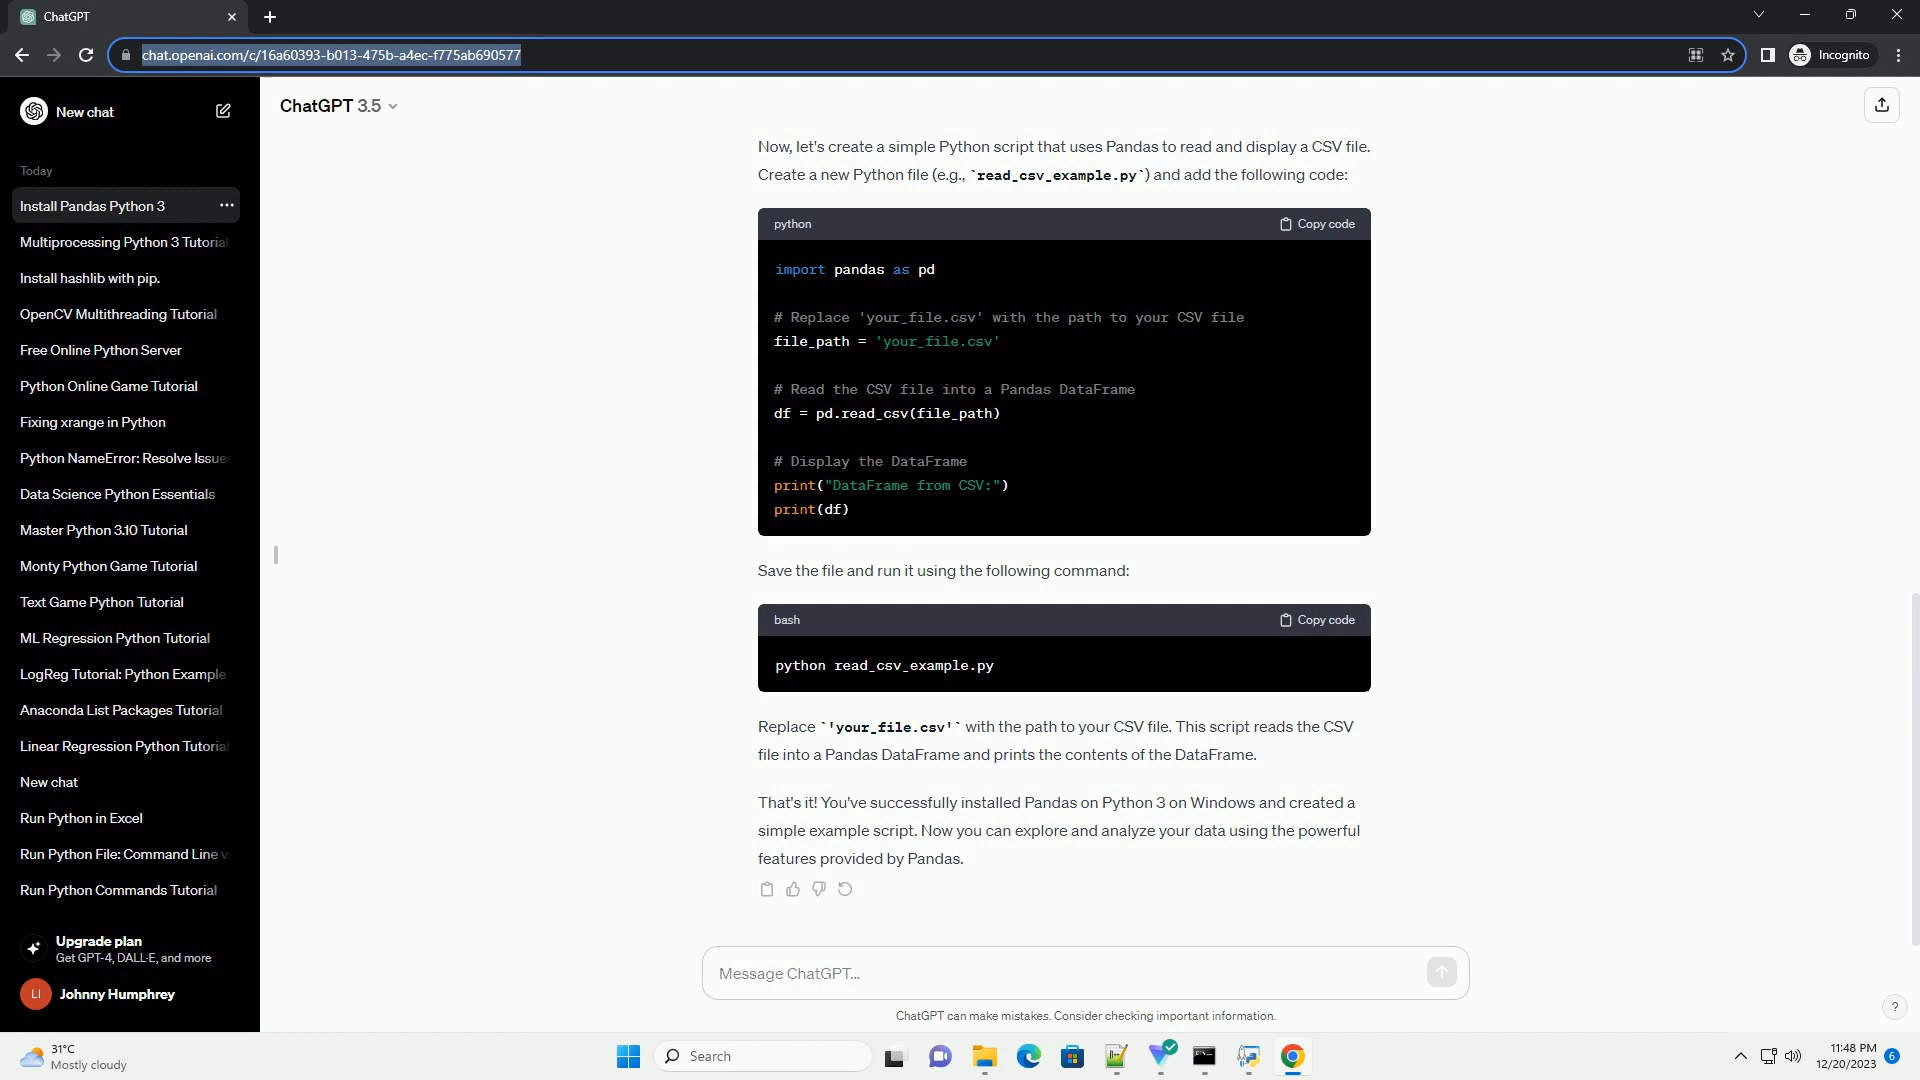 ChatGPT
chat.openai.com/c/16a60393-b013-475b-a4ec-f775ab690577
Incognito
New chat
Today
Install Pandas Python 3
Multiprocessing Python 3 Tutorial
Install hashlib with pip.
OpenCV Multithreading Tutorial
Free Online Python Server
Python Online Game Tutorial
Fixing xrange in Python
Python NameError: Resolve Issues
Data Science Python Essentials
Master Python 3.10 Tutorial
Monty Python Game Tutorial
Text Game Python Tutorial
ML Regression Python Tutorial
LogReg Tutorial: Python Example
Anaconda List Packages Tutorial
Linear Regression Python Tutorial
New chat
Run Python in Excel
Run Python File: Command Line v
Run Python Commands Tutorial
Upgrade plan
Get GPT-4, DALL·E, and more
LI
Johnny Humphrey
ChatGPT 3.5
Now, let's create a simple Python script that uses Pandas to read and display a CSV file.
Create a new Python file (e.g., `read_csv_example.py`) and add the following code:
python
Copy code
import pandas as pd
# Replace 'your_file.csv' with the path to your CSV file
file_path = 'your_file.csv'
# Read the CSV file into a Pandas DataFrame
df = pd.read_csv(file_path)
# Display the DataFrame
print("DataFrame from CSV:")
print(df)
Save the file and run it using the following command:
bash
Copy code
python read_csv_example.py
Replace `'your_file.csv'` with the path to your CSV file. This script reads the CSV
file into a Pandas DataFrame and prints the contents of the DataFrame.
That's it! You've successfully installed Pandas on Python 3 on Windows and created a
simple example script. Now you can explore and analyze your data using the powerful
features provided by Pandas.
Message ChatGPT...
ChatGPT can make mistakes. Consider checking important information.
?
31°C
Mostly cloudy
Search
11:48 PM
12/20/2023
6